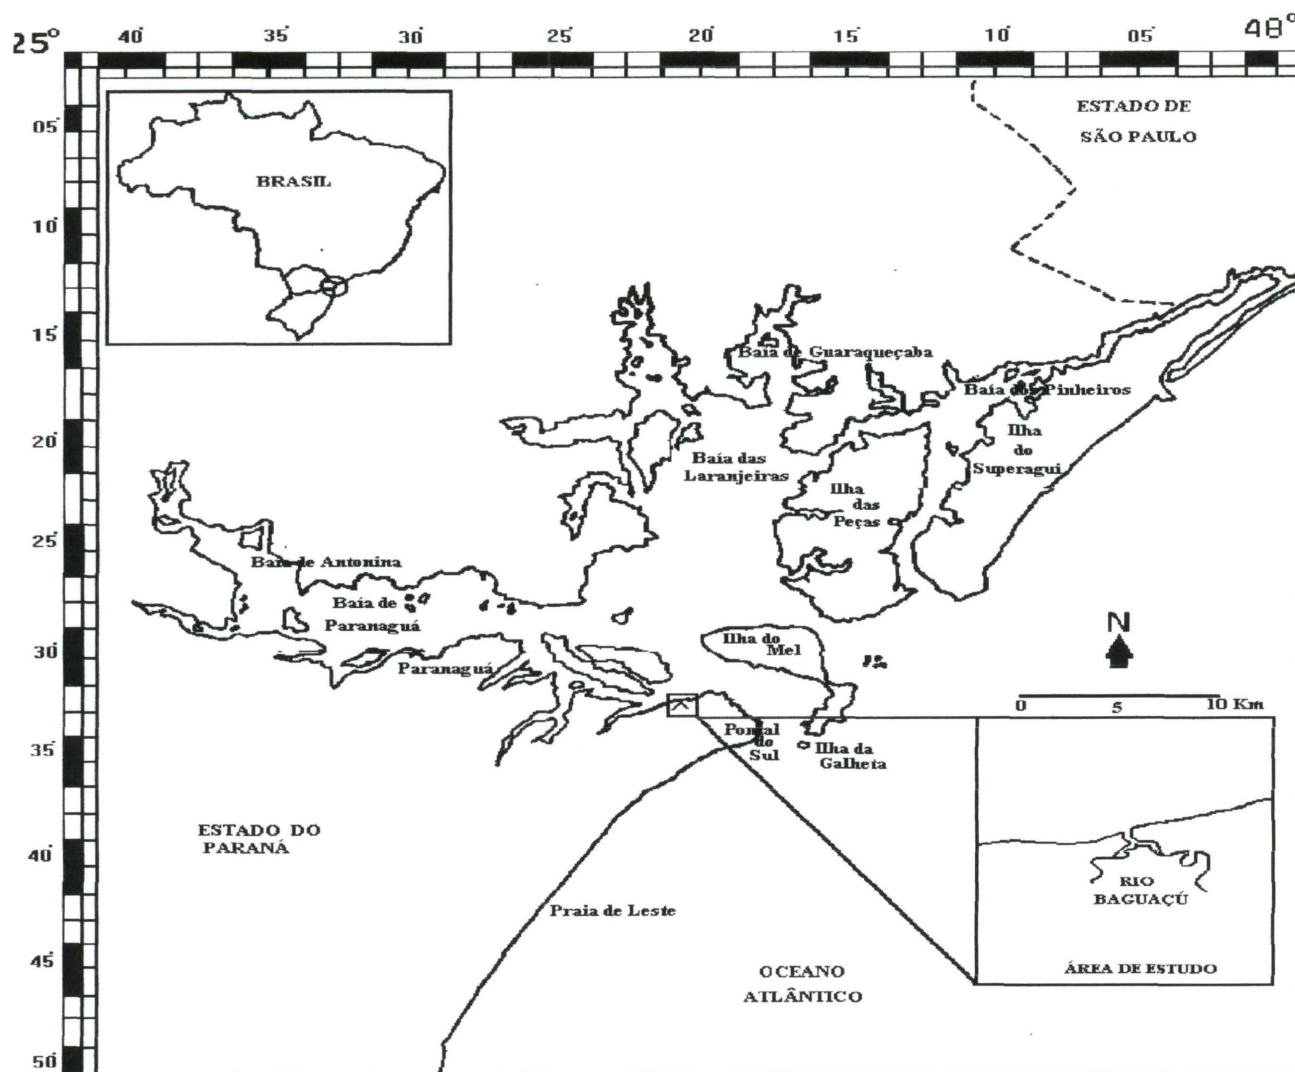 25° 40' 35' 30' 25' 20' 15' 10' 05' 48°
05'
10'
15'
20'
25'
30'
35'
40'
45'
50'
BRASIL
ESTADO DE
SÃO PAULO
Baía de Guaraqueçaba
Baía dos Pinheiros
Ilha
do
Superagui
Baía das
Laranjeiras
Ilha
das
Peças
Baía de Antonina
Baía de
Paranaguá
Paranaguá
Ilha do
Mel
N
0 5 10 Km
Pontal
do
Sul
Ilha da
Galheta
ESTADO DO
PARANÁ
Praia de Leste
OCEANO
ATLÂNTICO
RIO
BAGUAÇÚ
ÁREA DE ESTUDO